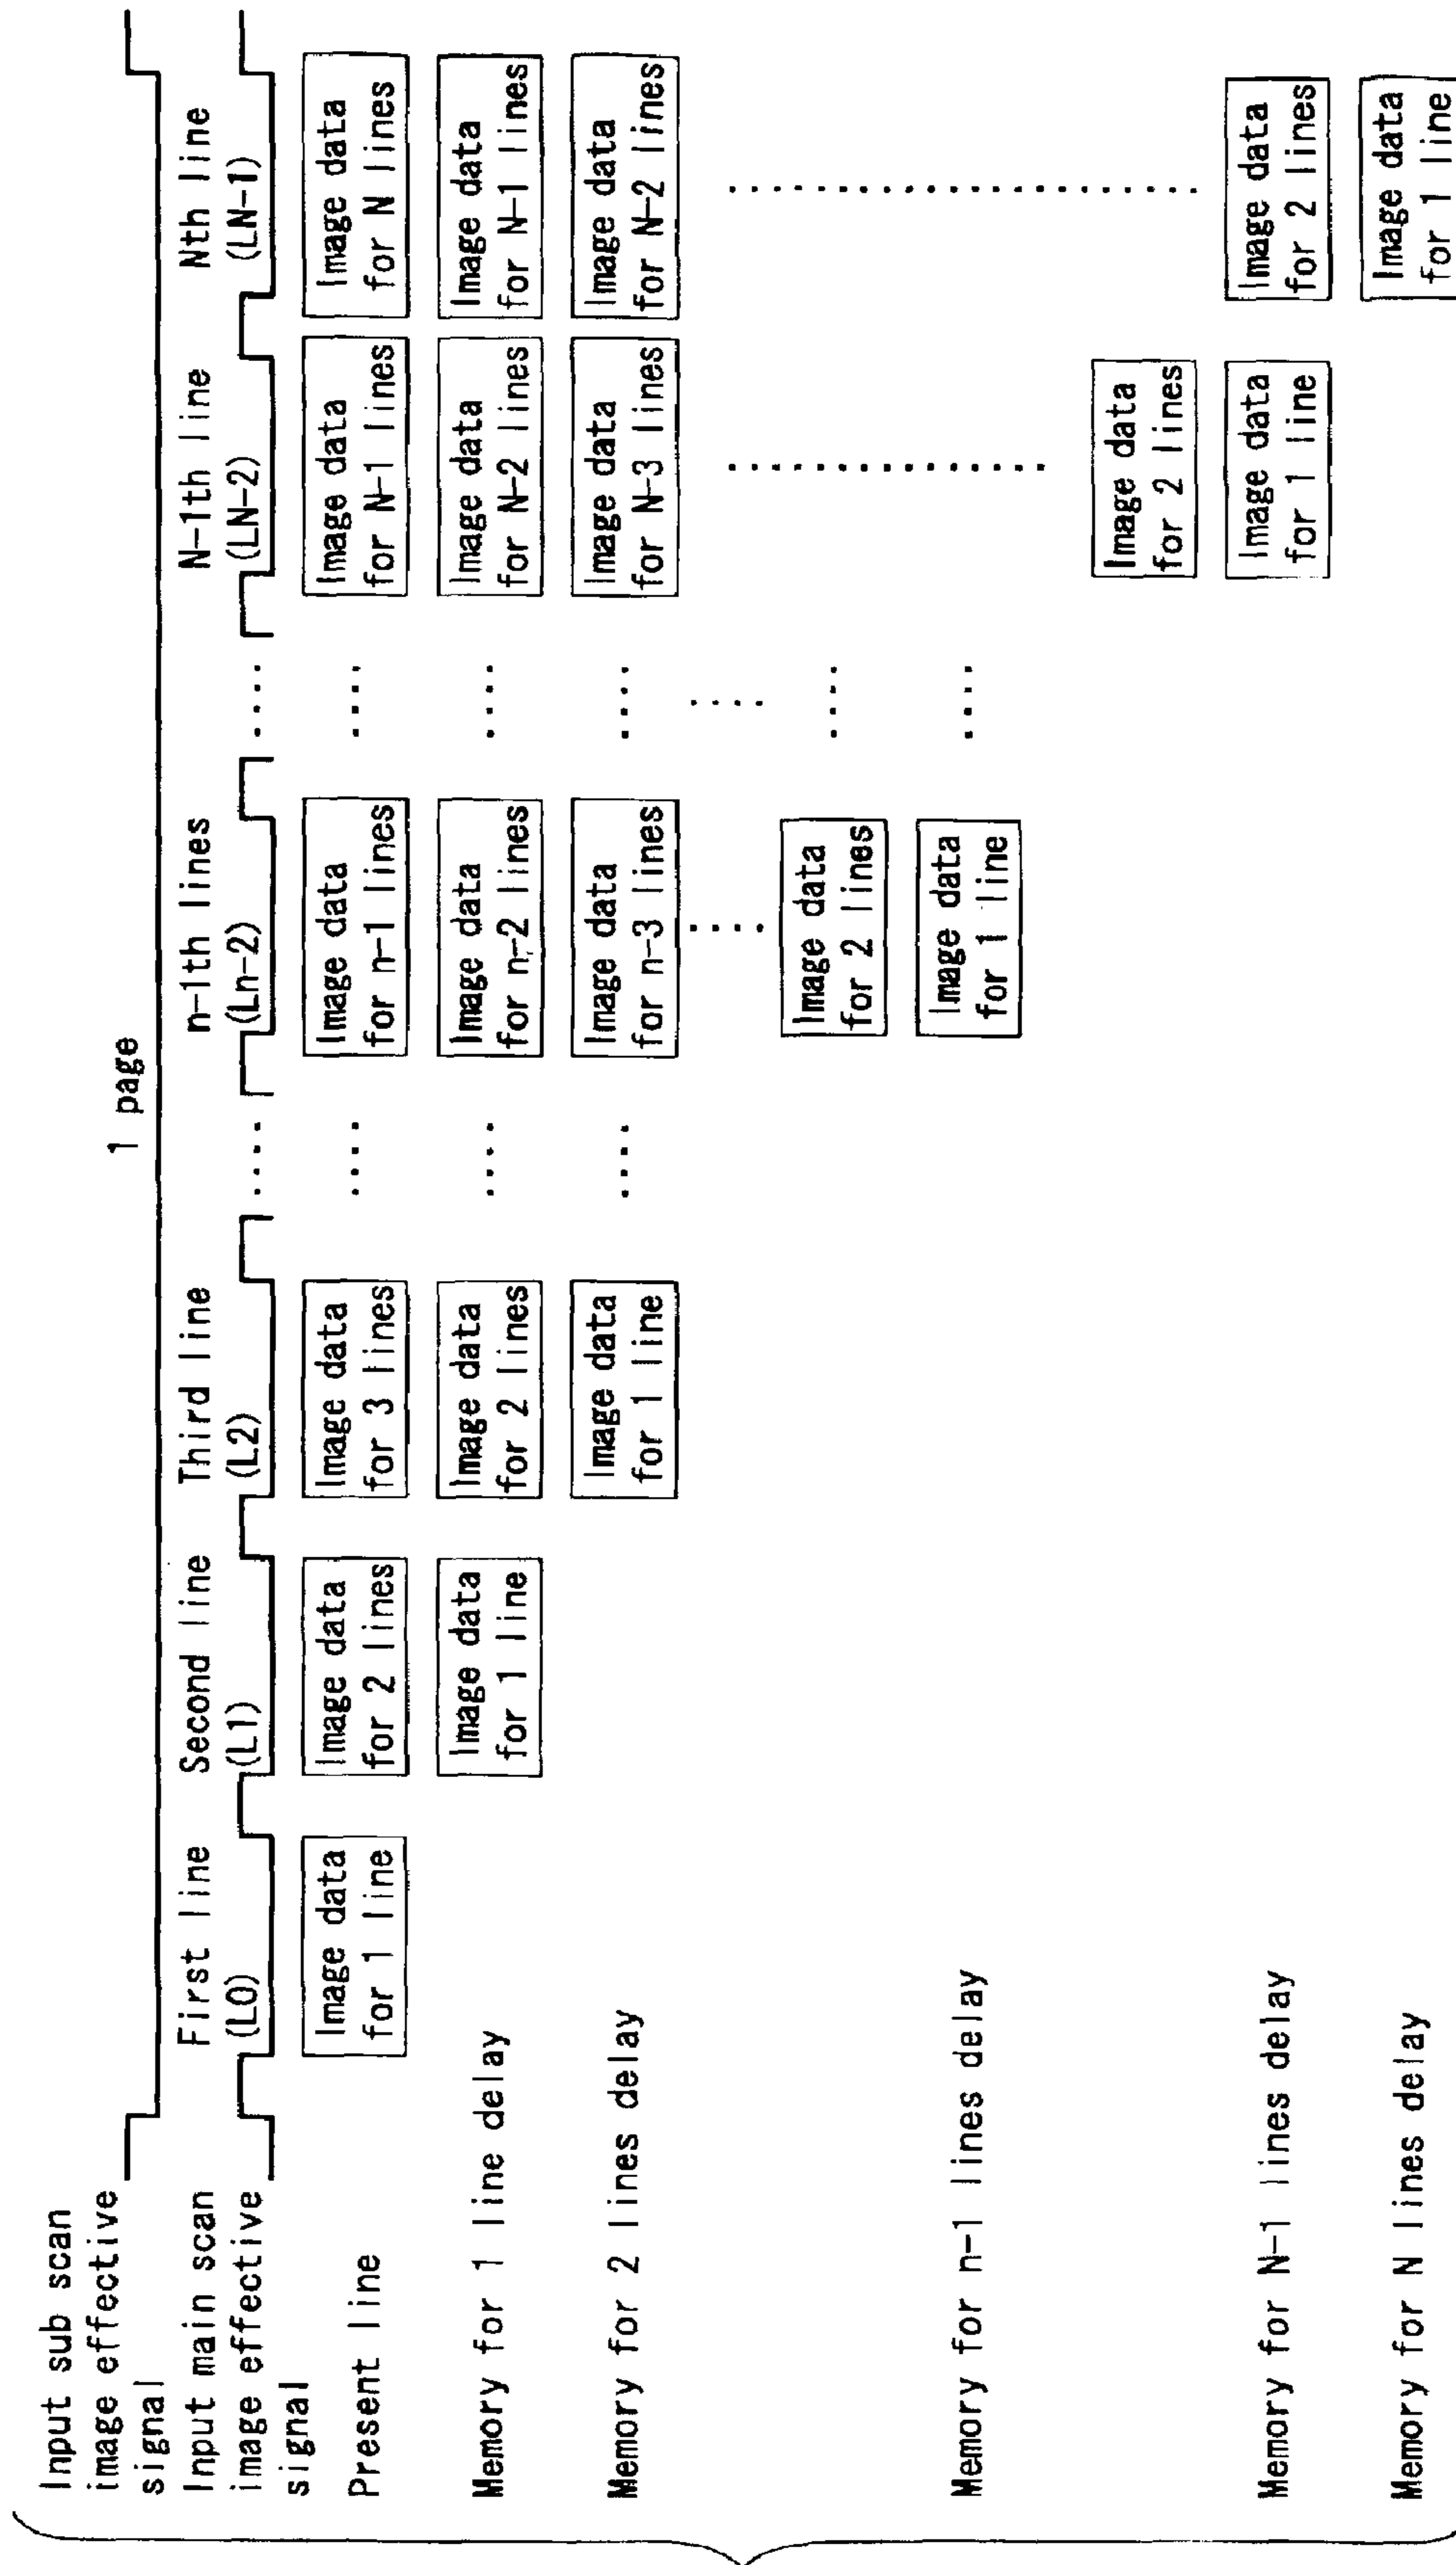 1 page
Input sub scan
image effective
signal
First line
(L0)
Second line
(L1)
Third line
(L2)
n-1th lines
(Ln-2)
N-1th line
(LN-2)
Nth line
(LN-1)
Input main scan
image effective
signal
....
....
Present line
Image data
for 1 line
Image data
for 2 lines
Image data
for 3 lines
....
Image data
for n-1 lines
....
Image data
for N-1 lines
Image data
for N lines
Memory for 1 line delay
Image data
for 1 line
Image data
for 2 lines
....
Image data
for n-2 lines
....
Image data
for N-2 lines
Image data
for N-1 lines
Memory for 2 lines delay
Image data
for 1 line
....
Image data
for n-3 lines
....
Image data
for N-3 lines
Image data
for N-2 lines
Image data
for 2 lines
....
Memory for n-1 lines delay
Image data
for 1 line
....
Image data
for 2 lines
Memory for N-1 lines delay
Image data
for 1 line
Image data
for 2 lines
Memory for N lines delay
Image data
for 1 line